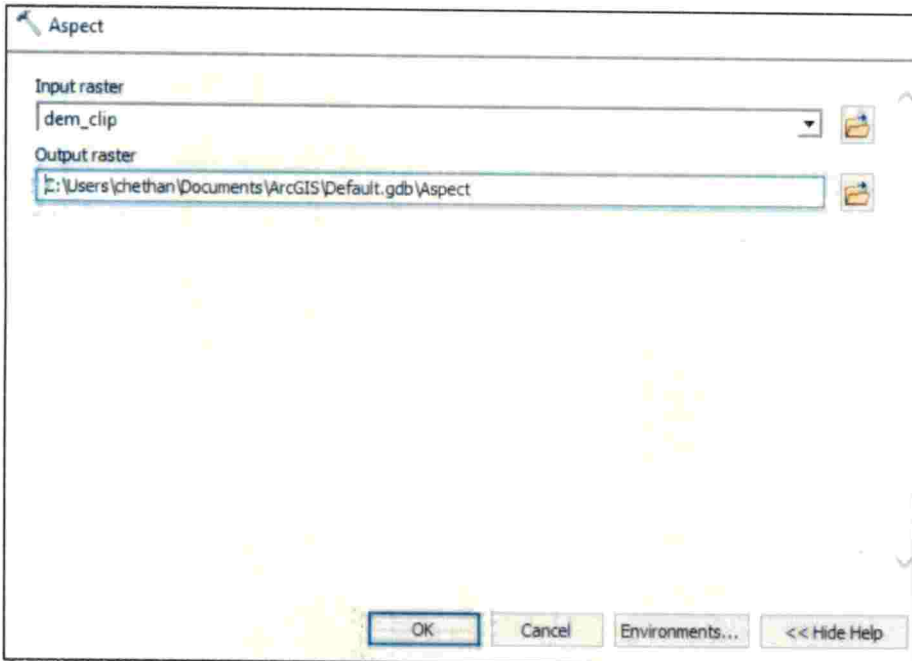 Aspect
Input raster
dem_clip
Output raster
C:\Users\chethan\Documents\ArcGIS\Default.gdb\Aspect
OK Cancel Environments... << Hide Help